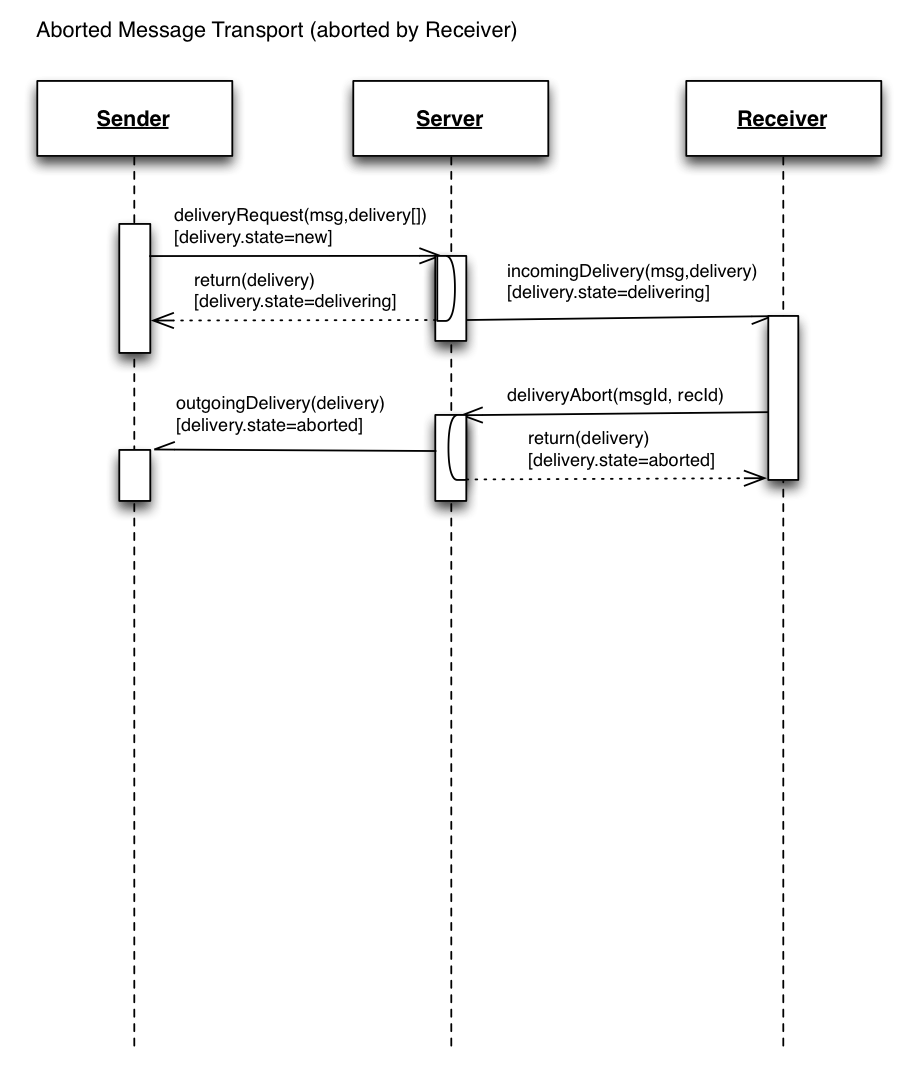 Aborted Message Transport (aborted by Receiver)
Sender
Server
Receiver
deliveryRequest(msg,delivery[])
[delivery.state=new]
return(delivery)
[delivery.state=delivering]
incomingDelivery(msg,delivery)
[delivery.state=delivering]
deliveryAbort(msgId, recId)
outgoingDelivery(delivery)
[delivery.state=aborted]
return(delivery)
[delivery.state=aborted]